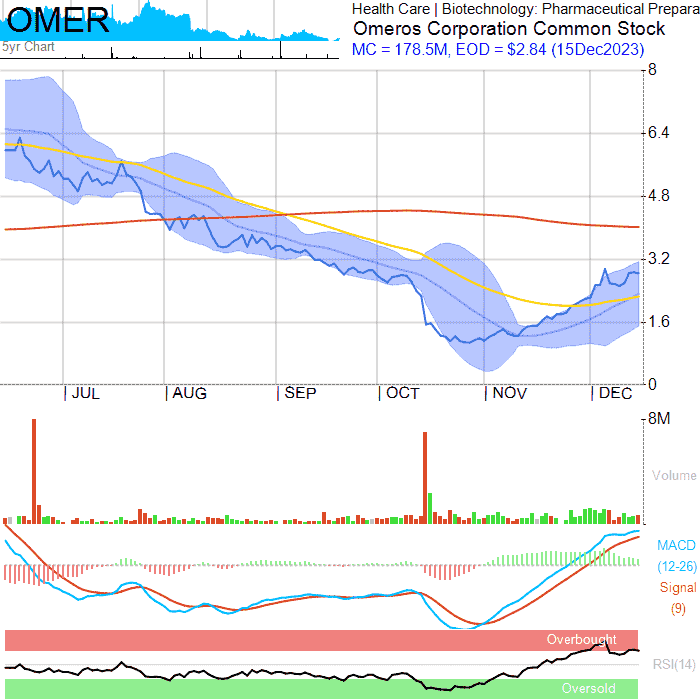 OMER
5yr Chart
Health Care | Biotechnology: Pharmaceutical Prepara
Omeros Corporation Common Stock
MC = 178.5M, EOD = $2.84 (15Dec2023)
8
6.4
4.8
3.2
1.6
0
| JUL | AUG | SEP | OCT | NOV | DEC
8M
Volume
MACD
(12-26)
Signal
(9)
Overbought
RSI(14)
Oversold